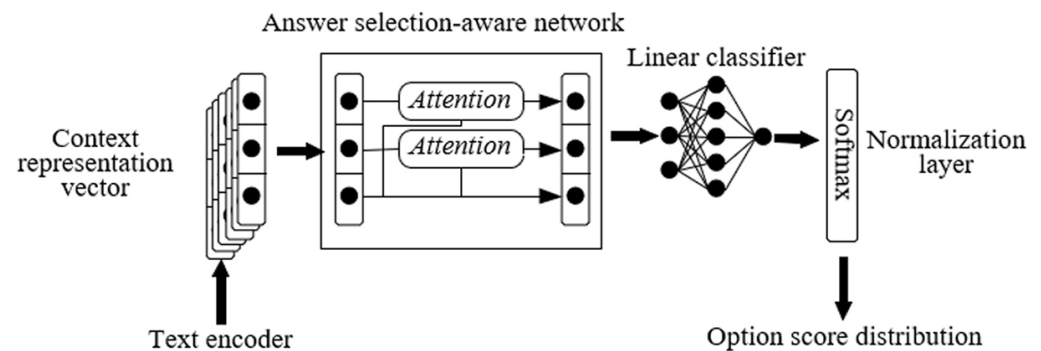 Answer selection-aware network
Linear classifier
Attention
Attention
Context
representation
vector
Softmax
Normalization
layer
Text encoder
Option score distribution